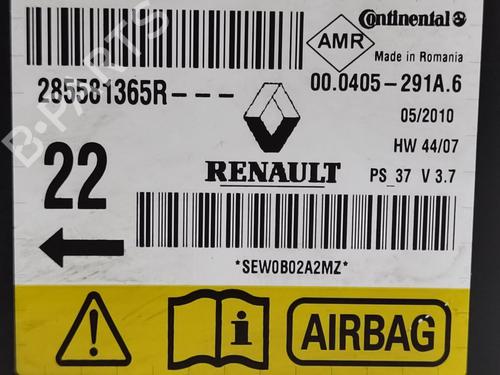 Continental
AMR
Made in Romania
285581365R---
00.0405-291A.6
05/2010
HW 44/07
22
RENAULT
PS_37 V 3.7
*SEW0B02A2MZ*
i
AIRBAG
B-PARTS